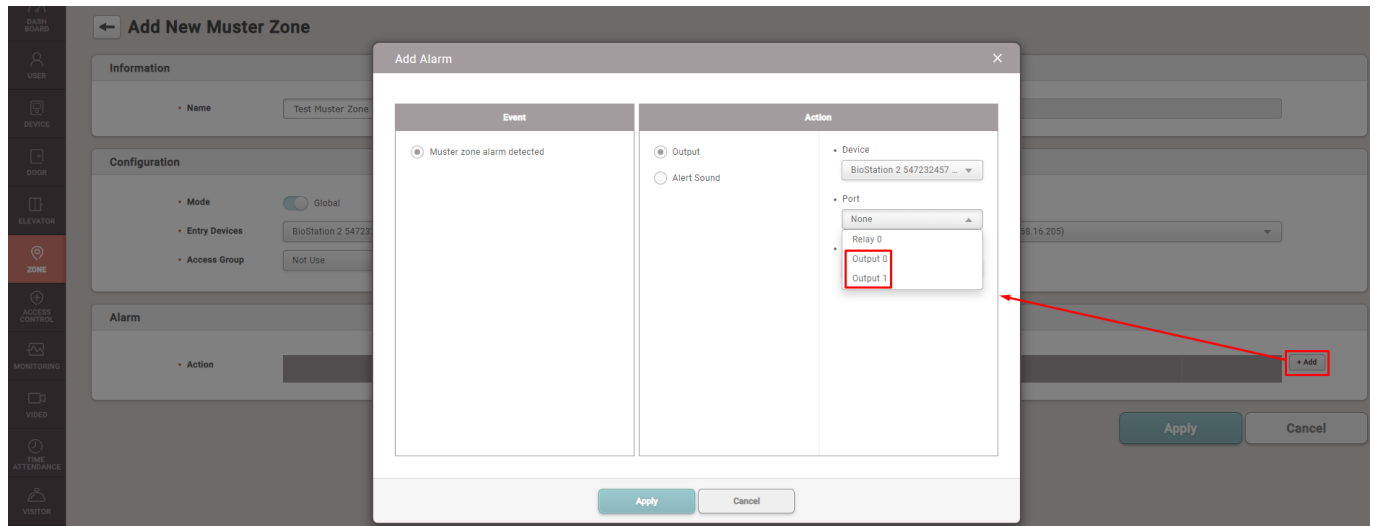 DASH
BOARD
USER
DEVICE
DOOR
ELEVATOR
ZONE
ACCESS
CONTROL
MONITORING
VIDEO
TIME
ATTENDANCE
VISITOR
Add New Muster Zone
Information
• Name
Test Muster Zone
Configuration
• Mode
Global
• Entry Devices
BioStation 2 54723
68.16.205)
• Access Group
Not Use
Alarm
• Action
+ Add
Apply
Cancel
Add Alarm
Event
Action
Muster zone alarm detected
Output
Alert Sound
• Device
BioStation 2 547232457 ...
• Port
None
Relay 0
Output 0
Output 1
Apply
Cancel